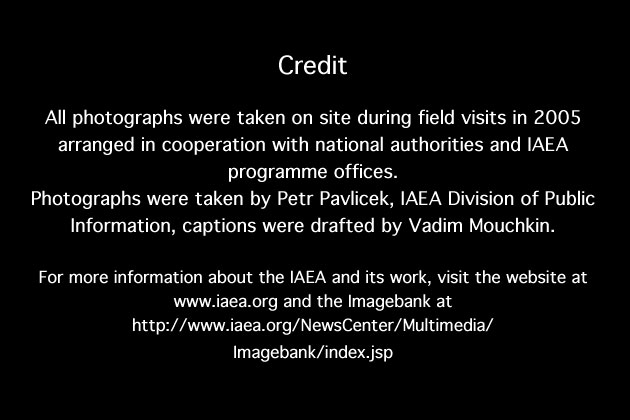 Credit
All photographs were taken on site during field visits in 2005
arranged in cooperation with national authorities and IAEA
programme offices.
Photographs were taken by Petr Pavlicek, IAEA Division of Public
Information, captions were drafted by Vadim Mouchkin.
For more information about the IAEA and its work, visit the website at
www.iaea.org and the Imagebank at
http://www.iaea.org/NewsCenter/Multimedia/
Imagebank/index.jsp